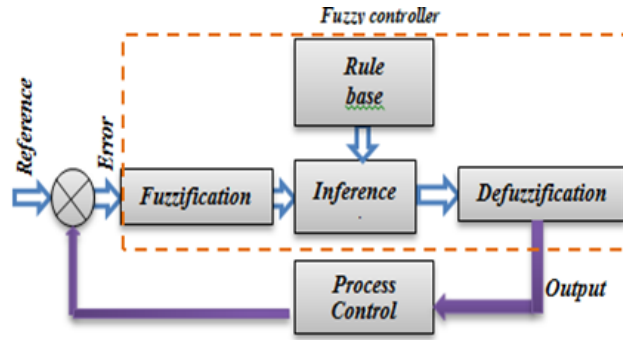 Fuzzy controller
Rule
base
Reference
Error
Fuzzification
Inference
Defuzzification
Process
Control
Output